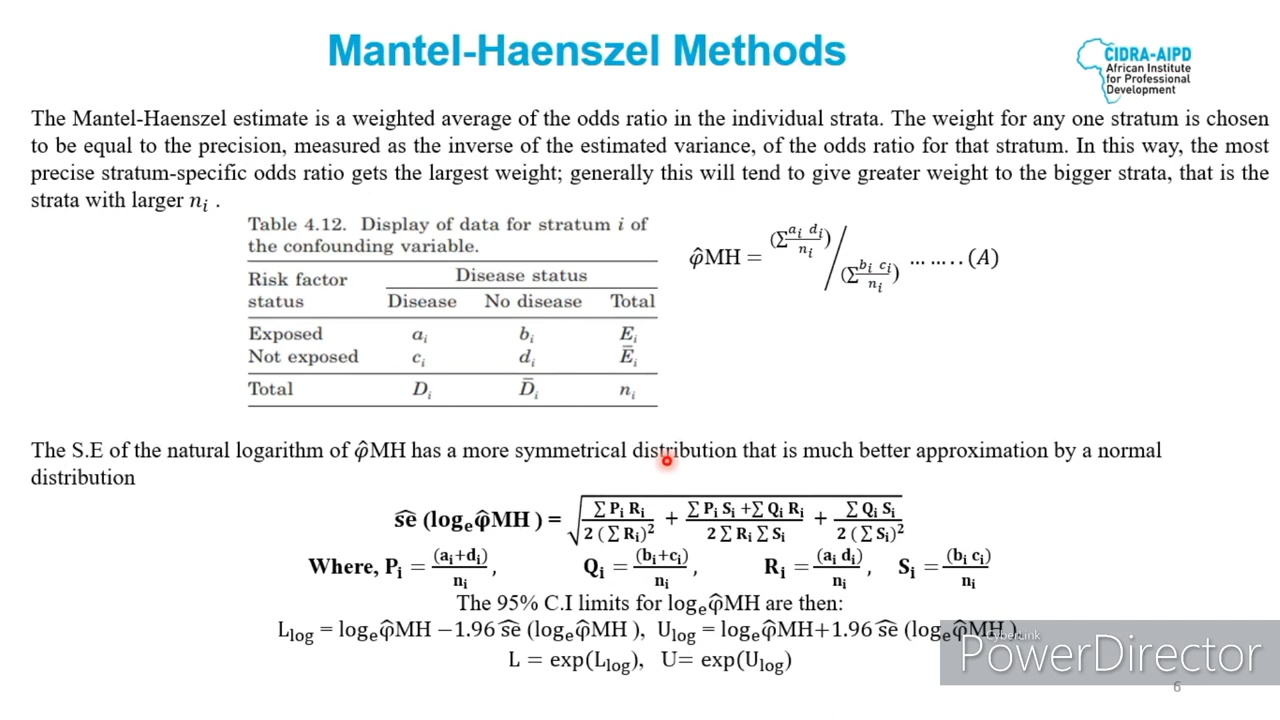 Mantel-Haenszel Methods
CIDRA-AIPD
African Institute
for Professional
Development
The Mantel-Haenszel estimate is a weighted average of the odds ratio in the individual strata. The weight for any one stratum is chosen
to be equal to the precision, measured as the inverse of the estimated variance, of the odds ratio for that stratum. In this way, the most
precise stratum-specific odds ratio gets the largest weight; generally this will tend to give greater weight to the bigger strata, that is the
strata with larger nᵢ .
Table 4.12. Display of data for stratum i of
the confounding variable.
Risk factor status Disease status
Disease No disease Total
Exposed aᵢ bᵢ Eᵢ
Not exposed cᵢ dᵢ Ēᵢ
Total Dᵢ D̄ᵢ nᵢ
φ̂MH = (Σ aᵢ dᵢ / nᵢ) / (Σ bᵢ cᵢ / nᵢ) … … . . (A)
The S.E of the natural logarithm of φ̂MH has a more symmetrical distribution that is much better approximation by a normal
distribution
ŝe (logₑφ̂MH ) = √( ∑ Pᵢ Rᵢ / 2 ( ∑ Rᵢ)² + ∑ Pᵢ Sᵢ +∑ Qᵢ Rᵢ / 2 ∑ Rᵢ ∑ Sᵢ + ∑ Qᵢ Sᵢ / 2 ( ∑ Sᵢ)² )
Where, Pᵢ = (aᵢ+dᵢ) / nᵢ , Qᵢ = (bᵢ+cᵢ) / nᵢ , Rᵢ = (aᵢ dᵢ) / nᵢ , Sᵢ = (bᵢ cᵢ) / nᵢ
The 95% C.I limits for logₑφ̂MH are then:
L_log = logₑφ̂MH −1.96 ŝe (logₑφ̂MH ), U_log = logₑφ̂MH+1.96 ŝe (logₑφ̂MH )
L = exp(L_log), U= exp(U_log)
CyberLink
PowerDirector
6